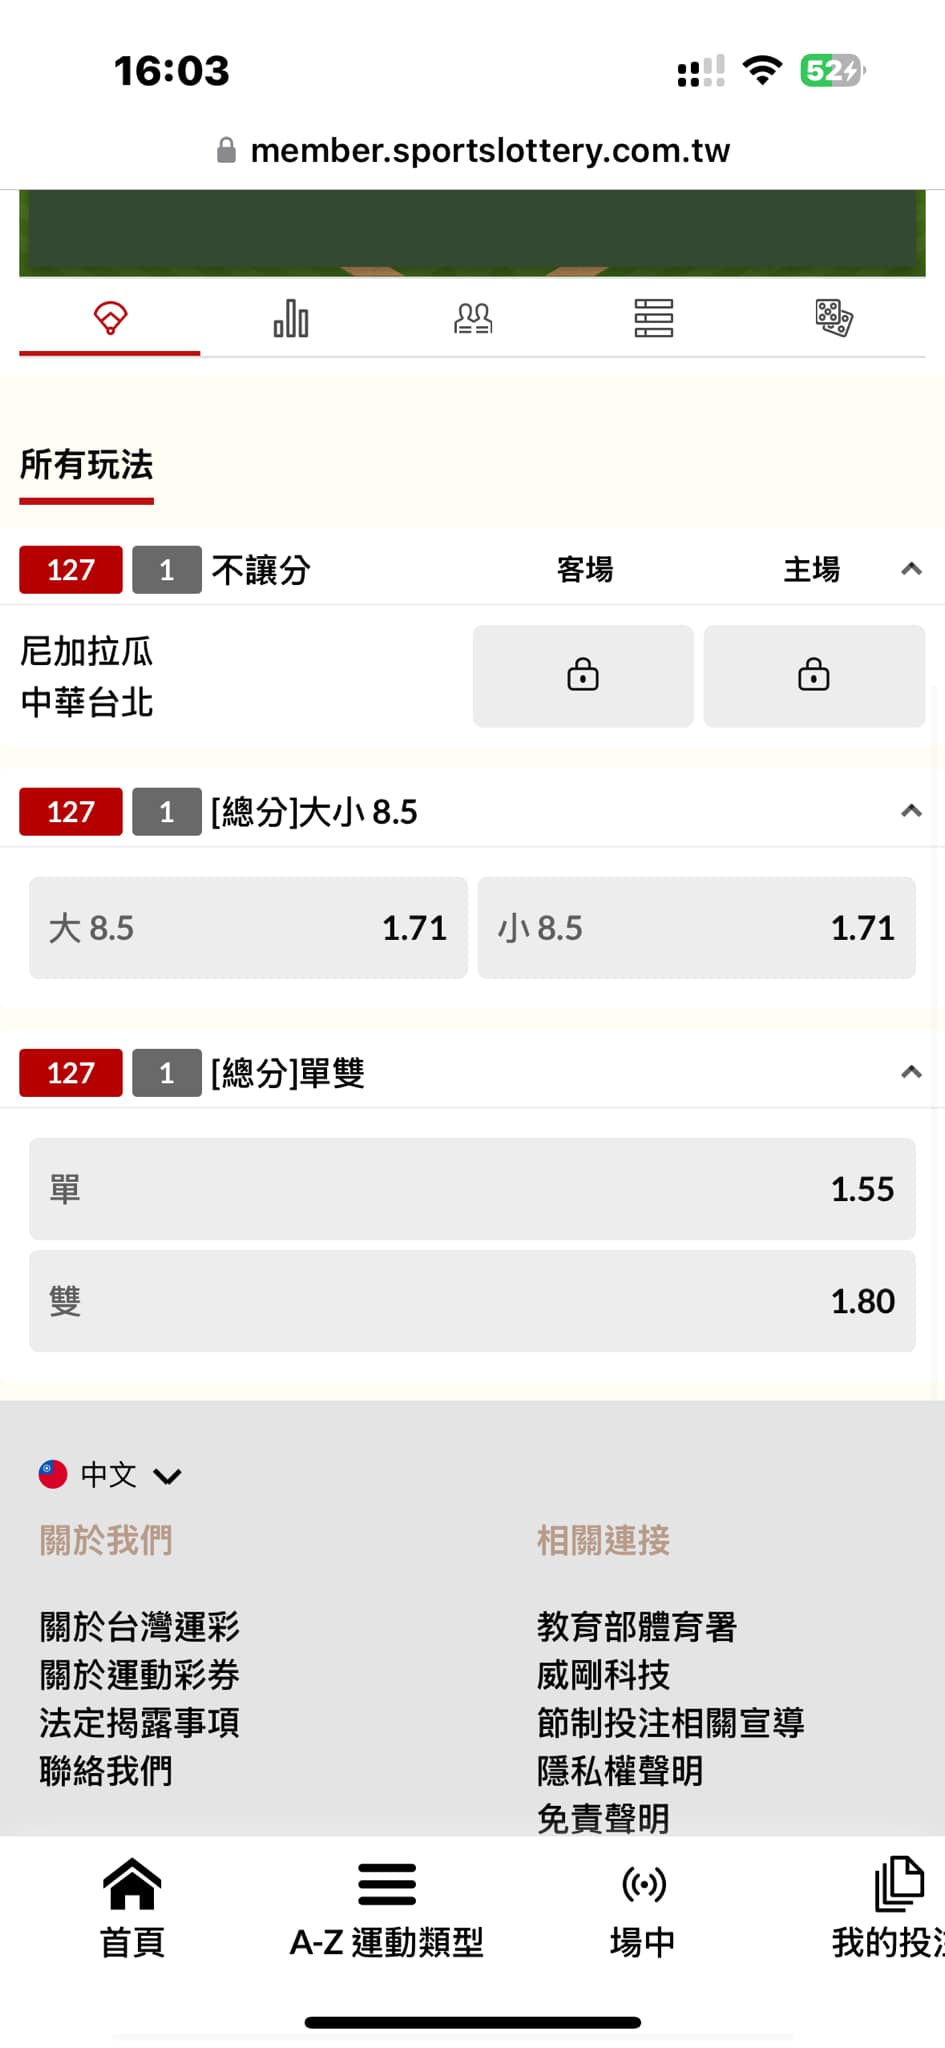 16:03
52
member.sportslottery.com.tw
所有玩法
127 1 不讓分 客場 主場
尼加拉瓜
中華台北
127 1 [總分]大小 8.5
大 8.5 1.71 小 8.5 1.71
127 1 [總分]單雙
單 1.55
雙 1.80
中文
關於我們 相關連接
關於台灣運彩 教育部體育署
關於運動彩券 威剛科技
法定揭露事項 節制投注相關宣導
聯絡我們 隱私權聲明
免責聲明
首頁 A-Z 運動類型 場中 我的投注